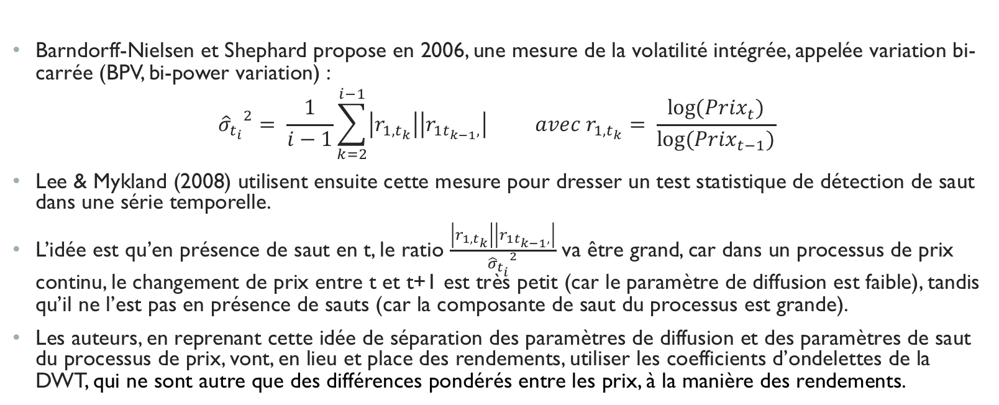 • Barndorff-Nielsen et Shephard propose en 2006, une mesure de la volatilité intégrée, appelée variation bi-
carrée (BPV, bi-power variation) :
$\hat{\sigma}_{t_i}{}^2 = \frac{1}{i-1}\sum_{k=2}^{i-1}|r_{1,t_k}||r_{1t_{k-1},}|$ avec $r_{1,t_k} = \frac{\log(Prix_t)}{\log(Prix_{t-1})}$
• Lee & Mykland (2008) utilisent ensuite cette mesure pour dresser un test statistique de détection de saut
dans une série temporelle.
• L'idée est qu'en présence de saut en t, le ratio $\frac{|r_{1,t_k}||r_{1t_{k-1},}|}{\hat{\sigma}_{t_i}{}^2}$ va être grand, car dans un processus de prix
continu, le changement de prix entre t et t+1 est très petit (car le paramètre de diffusion est faible), tandis
qu'il ne l'est pas en présence de sauts (car la composante de saut du processus est grande).
• Les auteurs, en reprenant cette idée de séparation des paramètres de diffusion et des paramètres de saut
du processus de prix, vont, en lieu et place des rendements, utiliser les coefficients d'ondelettes de la
DWT, qui ne sont autre que des différences pondérés entre les prix, à la manière des rendements.